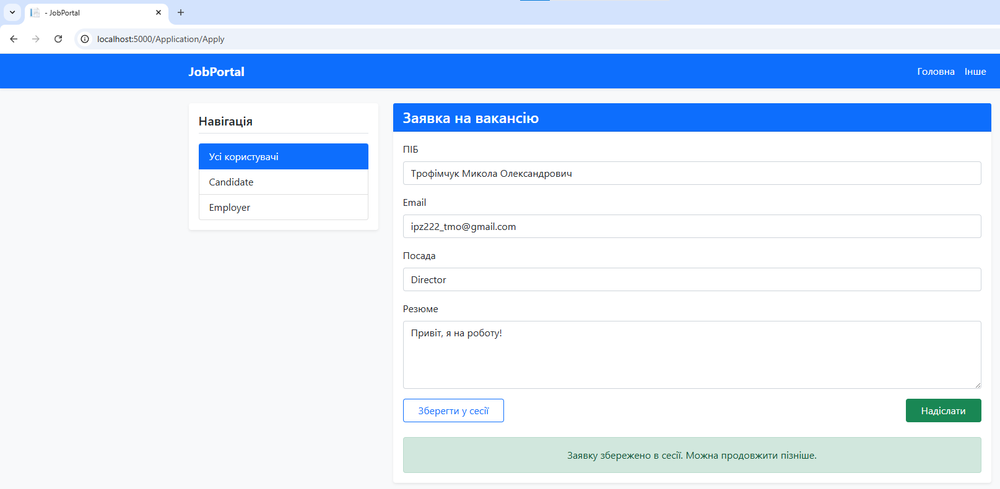 - JobPortal
localhost:5000/Application/Apply
JobPortal
Головна Інше
Навігація
Усі користувачі
Candidate
Employer
Заявка на вакансію
ПІБ
Трофімчук Микола Олександрович
Email
ipz222_tmo@gmail.com
Посада
Director
Резюме
Привіт, я на роботу!
Зберегти у сесії
Надіслати
Заявку збережено в сесії. Можна продовжити пізніше.